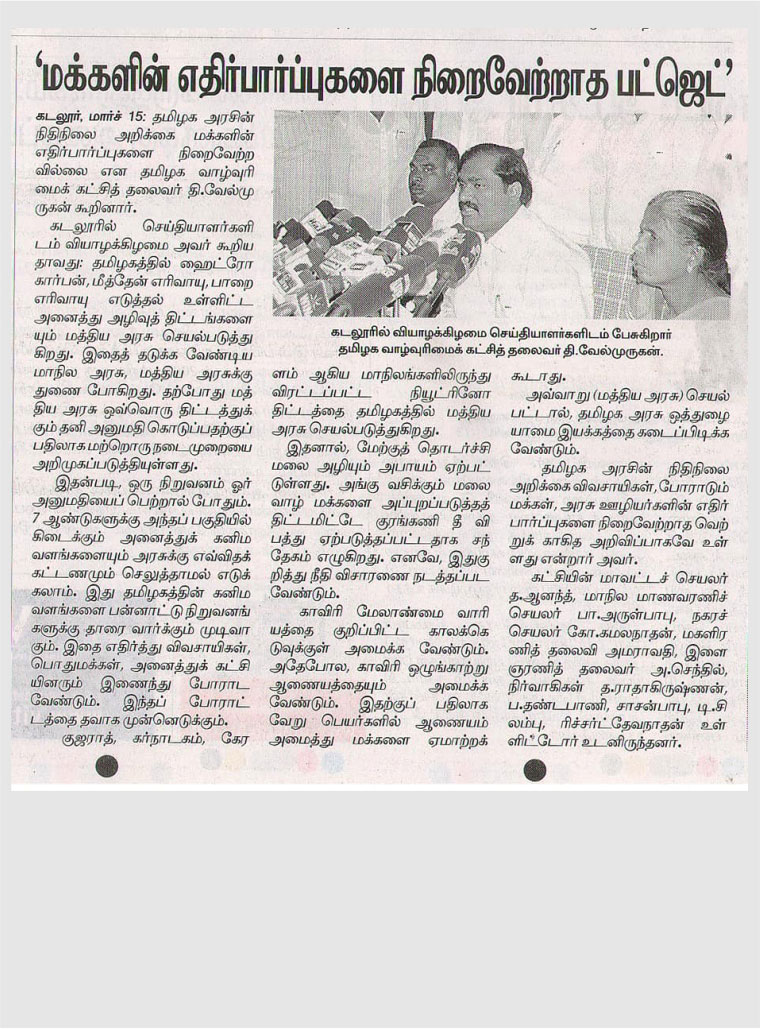 ‘மக்களின் எதிர்பார்ப்புகளை நிறைவேற்றாத பட்ஜெட்’
கடலூர், மார்ச் 15: தமிழக அரசின்
நிதிநிலை அறிக்கை மக்களின்
எதிர்பார்ப்புகளை நிறைவேற்ற
வில்லை என தமிழக வாழ்வுரி
மைக் கட்சித் தலைவர் தி.வேல்மு
ருகன் கூறினார்.
கடலூரில் செய்தியாளர்களி
டம் வியாழக்கிழமை அவர் கூறிய
தாவது: தமிழகத்தில் ஹைட்ரோ
கார்பன், மீத்தேன் எரிவாயு, பாறை
எரிவாயு எடுத்தல் உள்ளிட்ட
அனைத்து அழிவுத் திட்டங்களை
யும் மத்திய அரசு செயல்படுத்து
கிறது. இதைத் தடுக்க வேண்டிய
மாநில அரசு, மத்திய அரசுக்கு
துணை போகிறது. தற்போது மத்
திய அரசு ஒவ்வொரு திட்டத்துக்
கும் தனி அனுமதி கொடுப்பதற்குப்
பதிலாக மற்றொரு நடைமுறையை
அறிமுகப்படுத்தியுள்ளது.
இதன்படி, ஒரு நிறுவனம் ஓர்
அனுமதியைப் பெற்றால் போதும்.
7 ஆண்டுகளுக்கு அந்தப் பகுதியில்
கிடைக்கும் அனைத்துக் கனிம
வளங்களையும் அரசுக்கு எவ்விதக்
கட்டணமும் செலுத்தாமல் எடுக்
கலாம். இது தமிழகத்தின் கனிம
வளங்களை பன்னாட்டு நிறுவனங்
களுக்கு தாரை வார்க்கும் முடிவா
கும். இதை எதிர்த்து விவசாயிகள்,
பொதுமக்கள், அனைத்துக் கட்சி
யினரும் இணைந்து போராட
வேண்டும். இந்தப் போராட்
டத்தை தவாக முன்னெடுக்கும்.
குஜராத், கர்நாடகம், கேர
கடலூரில் வியாழக்கிழமை செய்தியாளர்களிடம் பேசுகிறார்
தமிழக வாழ்வுரிமைக் கட்சித் தலைவர் தி.வேல்முருகன்.
ளம் ஆகிய மாநிலங்களிலிருந்து
விரட்டப்பட்ட நியூட்ரினோ
திட்டத்தை தமிழகத்தில் மத்திய
அரசு செயல்படுத்துகிறது.
இதனால், மேற்குத் தொடர்ச்சி
மலை அழியும் அபாயம் ஏற்பட்
டுள்ளது. அங்கு வசிக்கும் மலை
வாழ் மக்களை அப்புறப்படுத்தத்
திட்டமிட்டே குரங்கணி தீ வி
பத்து ஏற்படுத்தப்பட்டதாக சந்
தேகம் எழுகிறது. எனவே, இதுகு
றித்து நீதி விசாரணை நடத்தப்பட
வேண்டும்.
காவிரி மேலாண்மை வாரி
யத்தை குறிப்பிட்ட காலக்கெ
டுவுக்குள் அமைக்க வேண்டும்.
அதேபோல, காவிரி ஒழுங்காற்று
ஆணையத்தையும் அமைக்க
வேண்டும். இதற்குப் பதிலாக
வேறு பெயர்களில் ஆணையம்
அமைத்து மக்களை ஏமாற்றக்
கூடாது.
அவ்வாறு (மத்திய அரசு) செயல்
பட்டால், தமிழக அரசு ஒத்துழை
யாமை இயக்கத்தை கடைப்பிடிக்க
வேண்டும்.
தமிழக அரசின் நிதிநிலை
அறிக்கை விவசாயிகள், போராடும்
மக்கள், அரசு ஊழியர்களின் எதிர்
பார்ப்புகளை நிறைவேற்றாத வெற்
றுக் காகித அறிவிப்பாகவே உள்
ளது என்றார் அவர்.
கட்சியின் மாவட்டச் செயலர்
த.ஆனந்த், மாநில மாணவரணிச்
செயலர் பா.அருள்பாபு, நகரச்
செயலர் கோ.கமலநாதன், மகளிர
ணித் தலைவி அமராவதி, இளை
ஞரணித் தலைவர் அ.செந்தில்,
நிர்வாகிகள் த.ராதாகிருஷ்ணன்,
ப.தண்டபாணி, சாசன்பாபு, டி.சி
லம்பு, ரிச்சர்ட்தேவநாதன் உள்
ளிட்டோர் உடனிருந்தனர்.